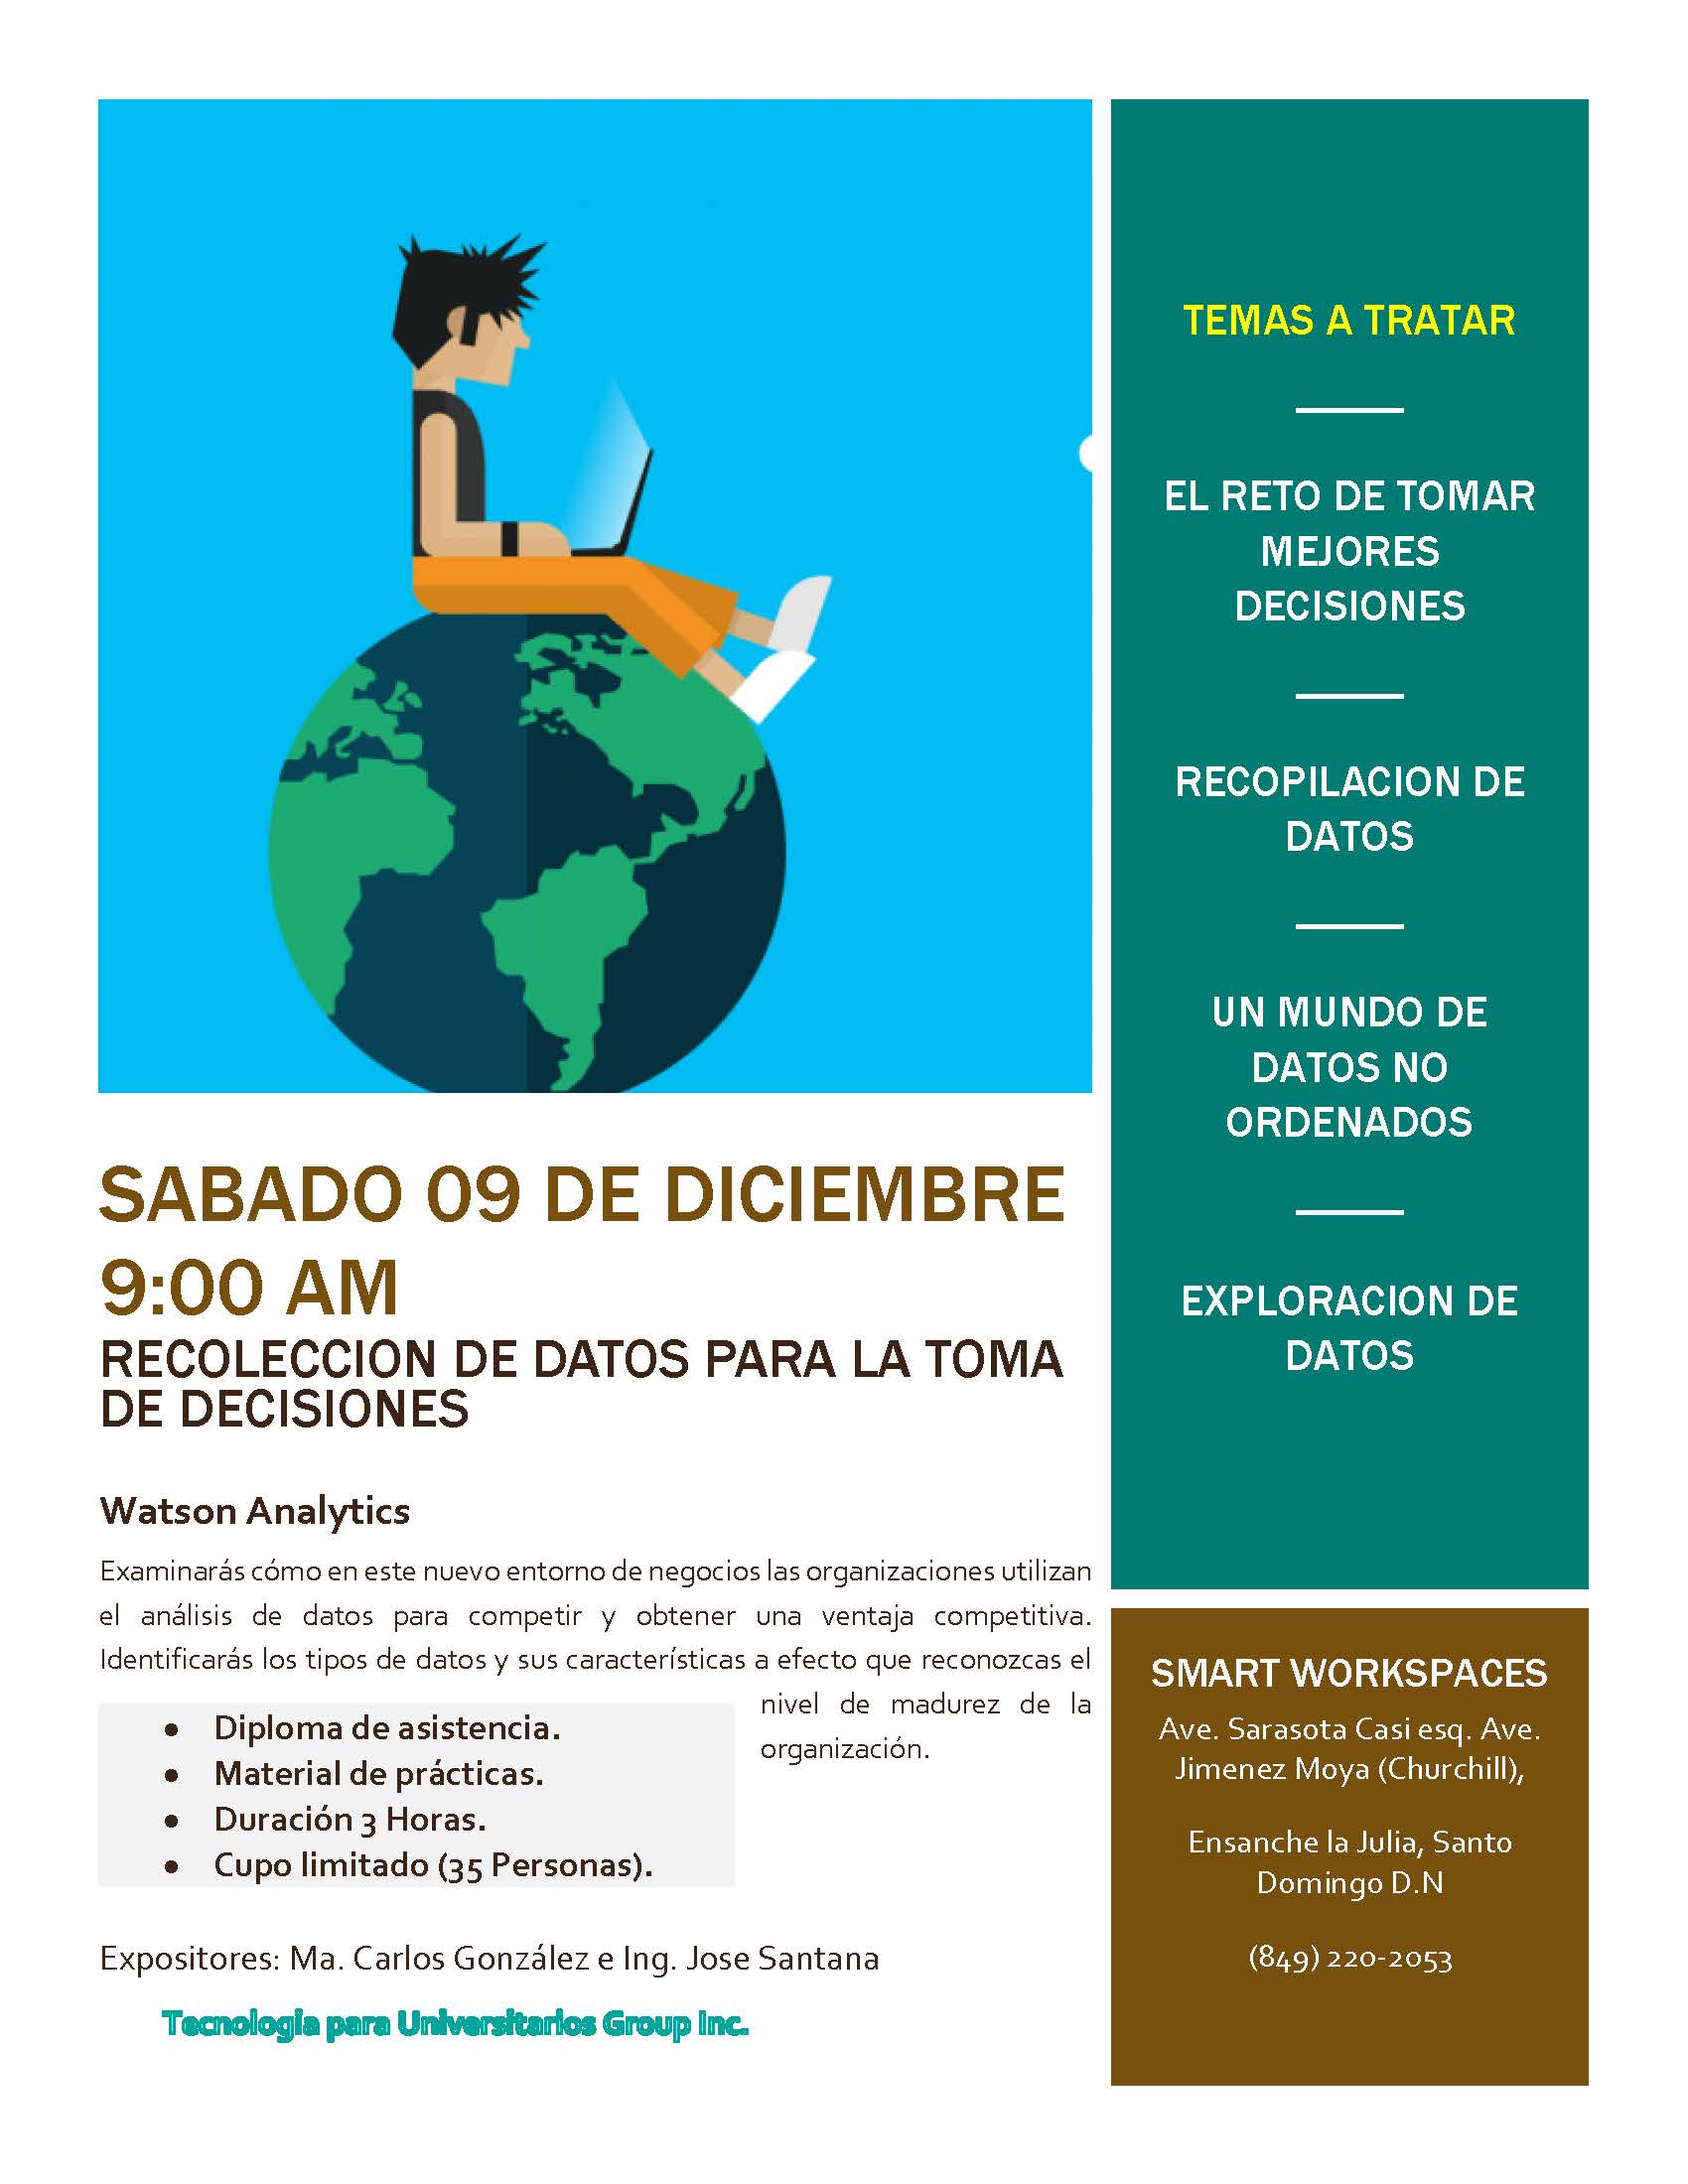 SABADO 09 DE DICIEMBRE
9:00 AM
RECOLECCION DE DATOS PARA LA TOMA
DE DECISIONES
Watson Analytics
Examinarás cómo en este nuevo entorno de negocios las organizaciones utilizan
el análisis de datos para competir y obtener una ventaja competitiva.
Identificarás los tipos de datos y sus características a efecto que reconozcas el
nivel de madurez de la
organización.
• Diploma de asistencia.
• Material de prácticas.
• Duración 3 Horas.
• Cupo limitado (35 Personas).
Expositores: Ma. Carlos González e Ing. Jose Santana
Tecnologia para Universitarios Group Inc.
TEMAS A TRATAR
EL RETO DE TOMAR
MEJORES
DECISIONES
RECOPILACION DE
DATOS
UN MUNDO DE
DATOS NO
ORDENADOS
EXPLORACION DE
DATOS
SMART WORKSPACES
Ave. Sarasota Casi esq. Ave.
Jimenez Moya (Churchill),
Ensanche la Julia, Santo
Domingo D.N
(849) 220-2053